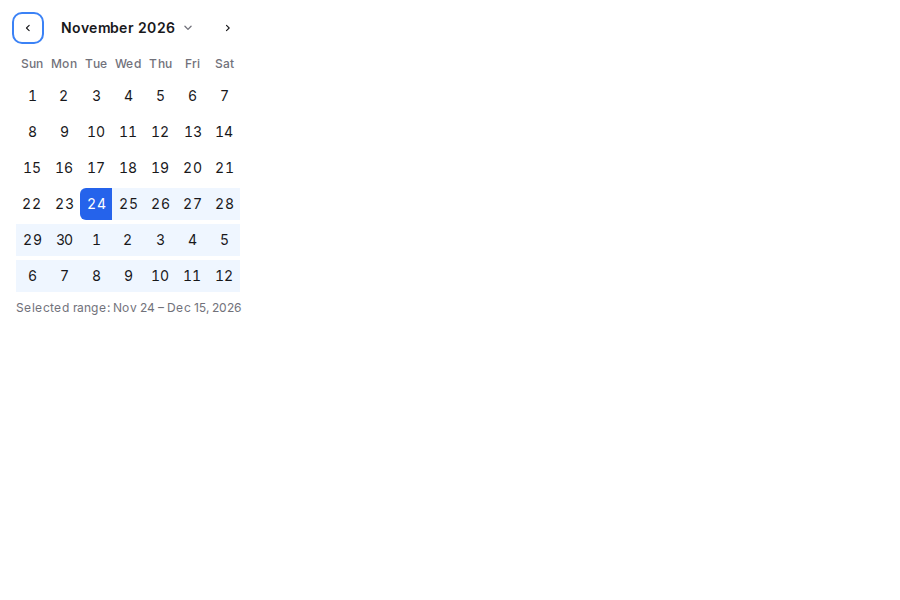 November 2026
Sun Mon Tue Wed Thu Fri Sat
1 2 3 4 5 6 7
8 9 10 11 12 13 14
15 16 17 18 19 20 21
22 23 24 25 26 27 28
29 30 1 2 3 4 5
6 7 8 9 10 11 12
Selected range: Nov 24 – Dec 15, 2026